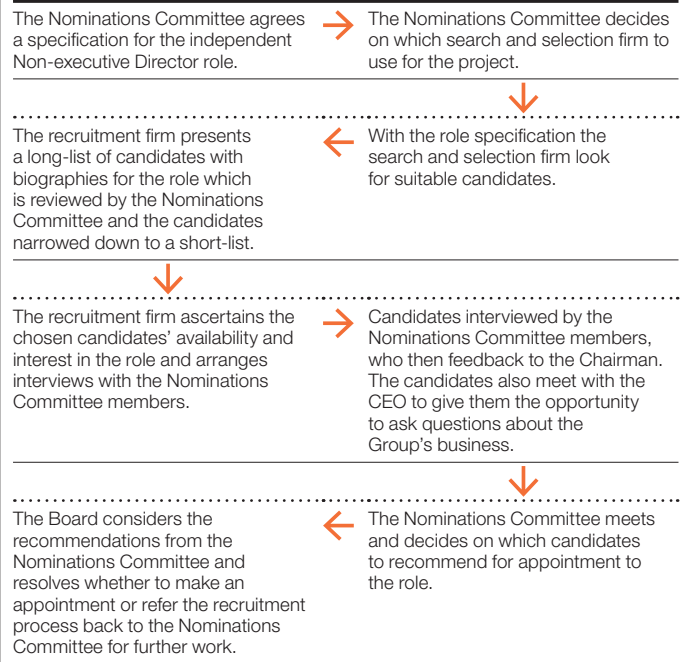 The Nominations Committee agrees
a specification for the independent
Non-executive Director role.
The Nominations Committee decides
on which search and selection firm to
use for the project.
With the role specification the
search and selection firm look
for suitable candidates.
The recruitment firm presents
a long-list of candidates with
biographies for the role which
is reviewed by the Nominations
Committee and the candidates
narrowed down to a short-list.
The recruitment firm ascertains the
chosen candidates’ availability and
interest in the role and arranges
interviews with the Nominations
Committee members.
Candidates interviewed by the
Nominations Committee members,
who then feedback to the Chairman.
The candidates also meet with the
CEO to give them the opportunity
to ask questions about the
Group’s business.
The Nominations Committee meets
and decides on which candidates
to recommend for appointment to
the role.
The Board considers the
recommendations from the
Nominations Committee and
resolves whether to make an
appointment or refer the recruitment
process back to the Nominations
Committee for further work.